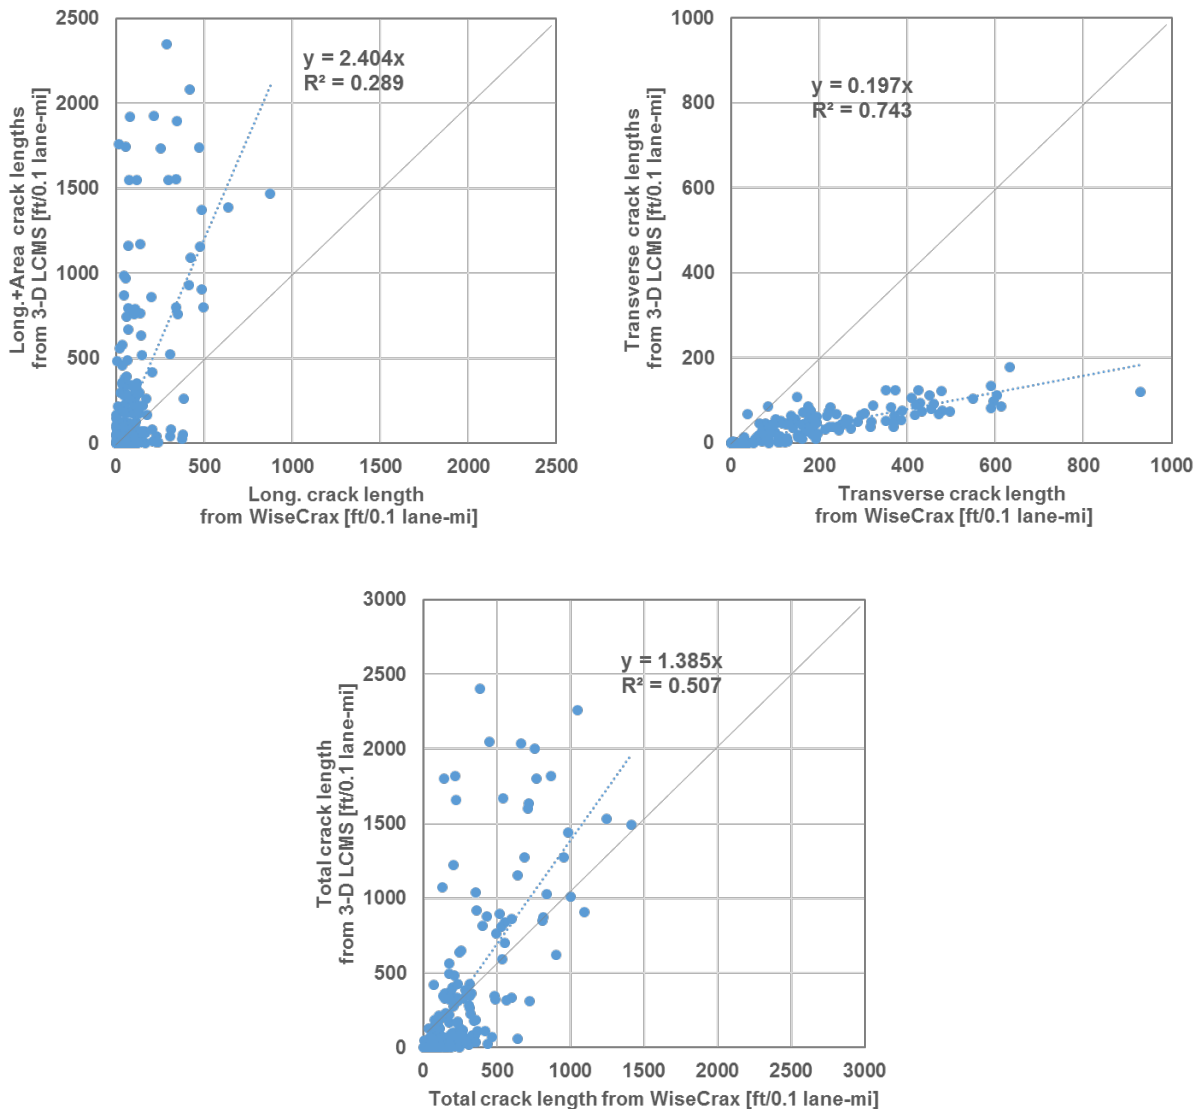 2500
2000
1500
1000
500
0
0
500
1000
1500
2000
2500
y = 2.404x
R² = 0.289
Long.+Area crack lengths
from 3-D LCMS [ft/0.1 lane-mi]
Long. crack length
from WiseCrax [ft/0.1 lane-mi]
1000
800
600
400
200
0
0
200
400
600
800
1000
y = 0.197x
R² = 0.743
Transverse crack lengths
from 3-D LCMS [ft/0.1 lane-mi]
Transverse crack length
from WiseCrax [ft/0.1 lane-mi]
3000
2500
2000
1500
1000
500
0
0
500
1000
1500
2000
2500
3000
y = 1.385x
R² = 0.507
Total crack length
from 3-D LCMS [ft/0.1 lane-mi]
Total crack length from WiseCrax [ft/0.1 lane-mi]